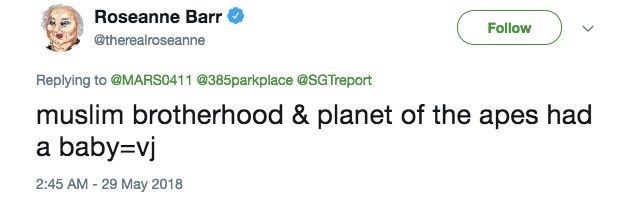 Roseanne Barr
@therealroseanne
Follow
Replying to @MARS0411 @385parkplace @SGTreport
muslim brotherhood & planet of the apes had
a baby=vj
2:45 AM - 29 May 2018